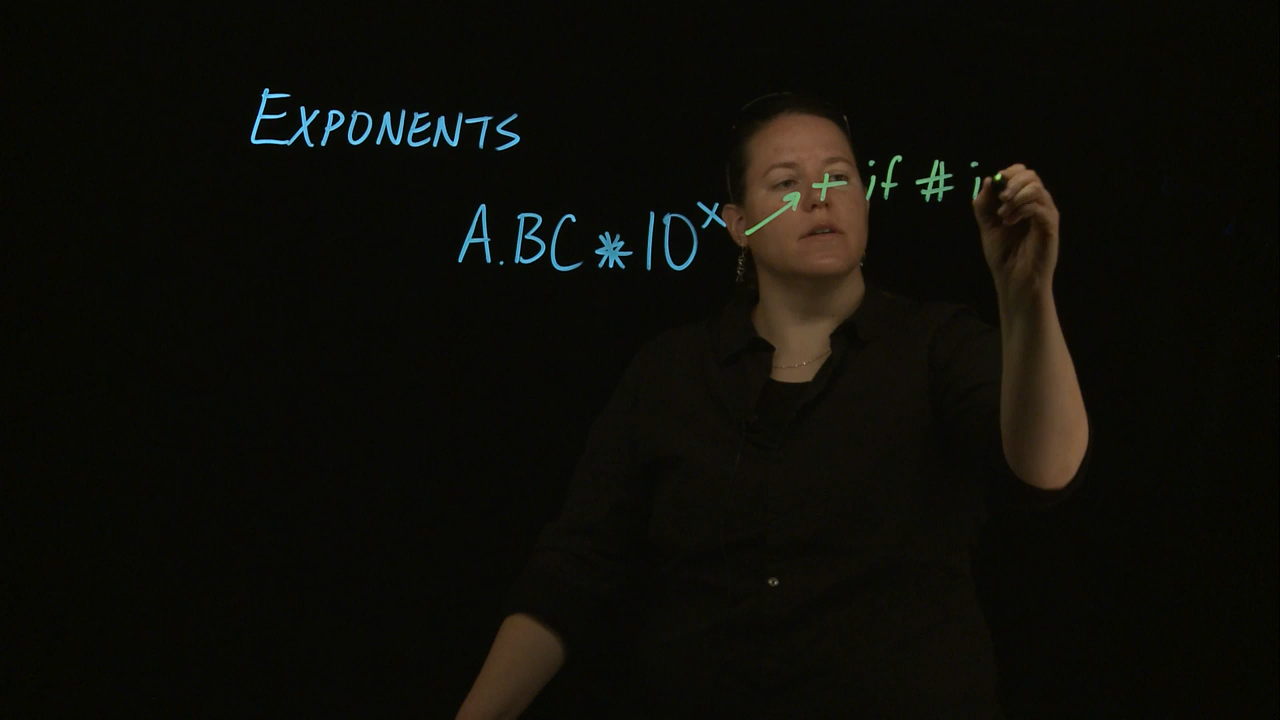 EXPONENTS
+ if # i
A.BC * 10^x